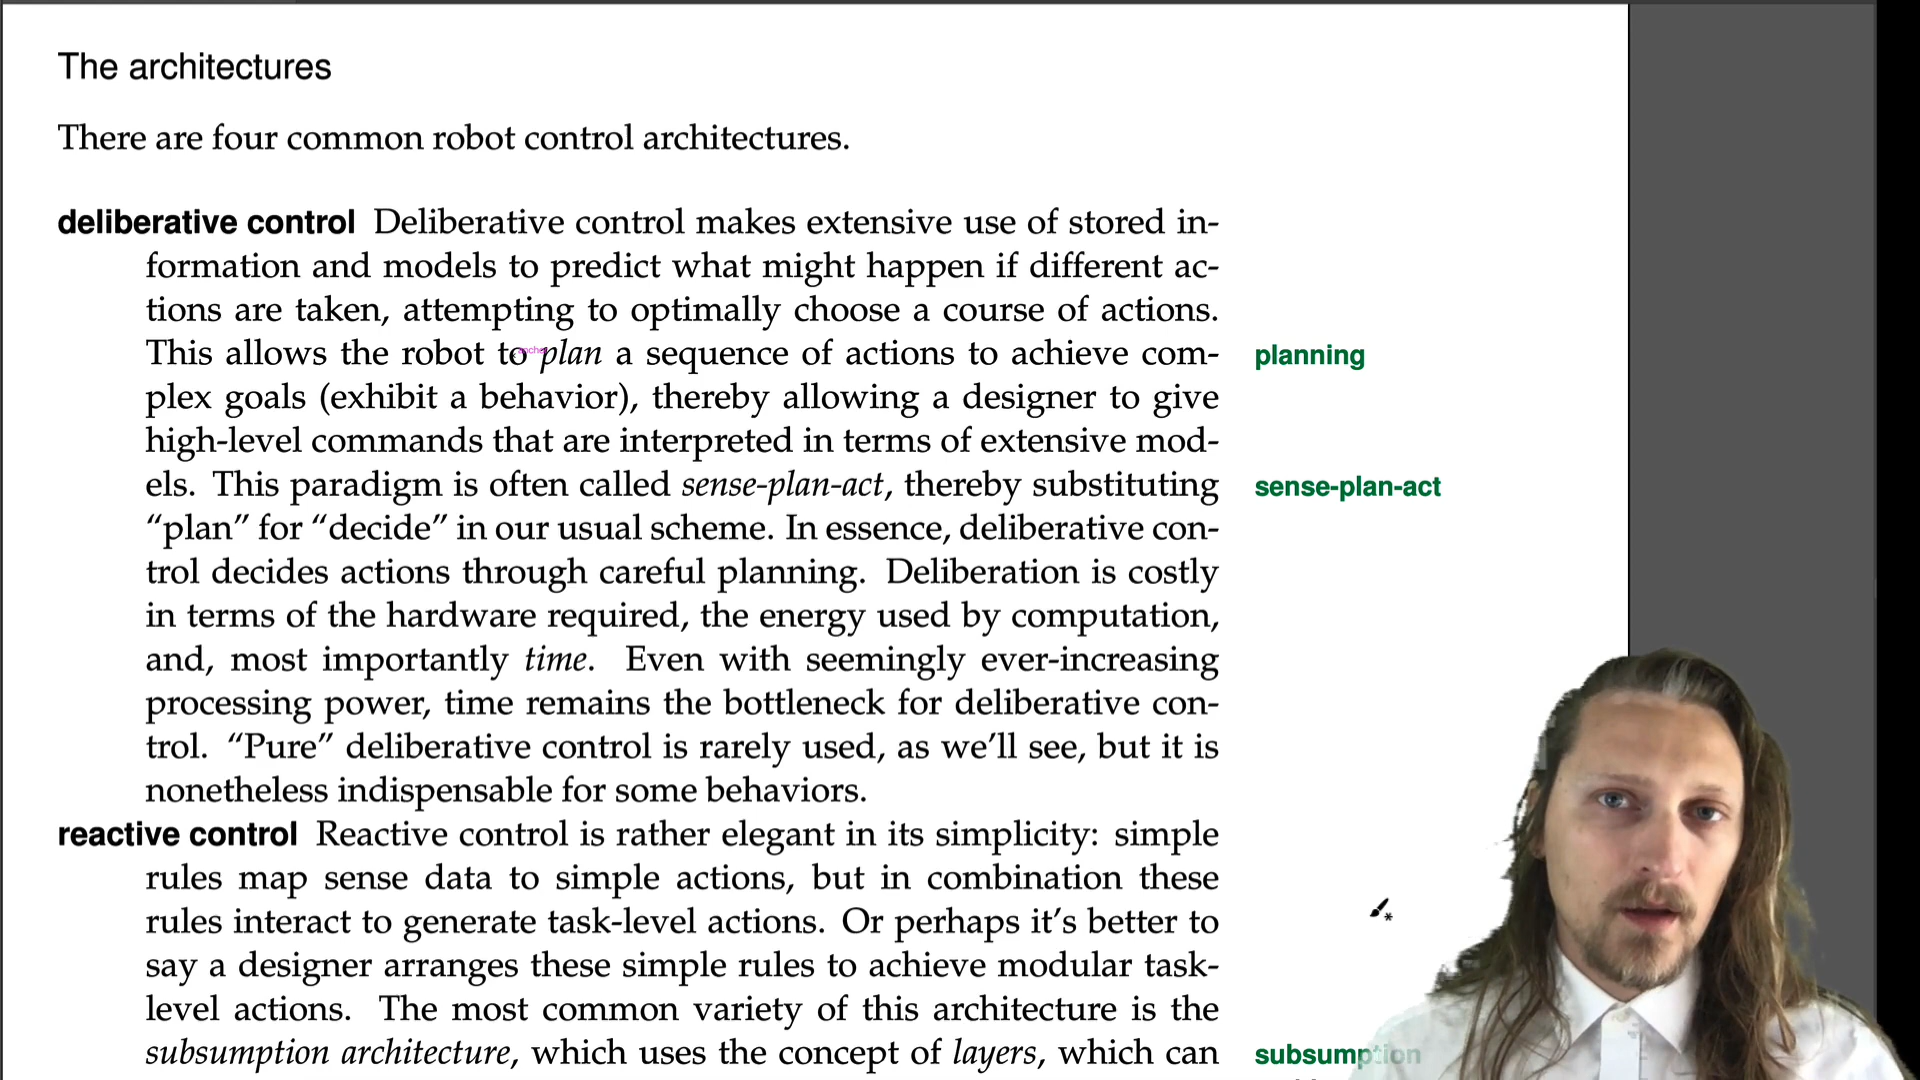 The architectures
There are four common robot control architectures.
deliberative control Deliberative control makes extensive use of stored in-
formation and models to predict what might happen if different ac-
tions are taken, attempting to optimally choose a course of actions.
This allows the robot to plan a sequence of actions to achieve com-
planning
plex goals (exhibit a behavior), thereby allowing a designer to give
high-level commands that are interpreted in terms of extensive mod-
els. This paradigm is often called sense-plan-act, thereby substituting
sense-plan-act
“plan” for “decide” in our usual scheme. In essence, deliberative con-
trol decides actions through careful planning. Deliberation is costly
in terms of the hardware required, the energy used by computation,
and, most importantly time. Even with seemingly ever-increasing
processing power, time remains the bottleneck for deliberative con-
trol. “Pure” deliberative control is rarely used, as we’ll see, but it is
nonetheless indispensable for some behaviors.
reactive control Reactive control is rather elegant in its simplicity: simple
rules map sense data to simple actions, but in combination these
rules interact to generate task-level actions. Or perhaps it’s better to
say a designer arranges these simple rules to achieve modular task-
level actions. The most common variety of this architecture is the
subsumption architecture, which uses the concept of layers, which can
subsumption